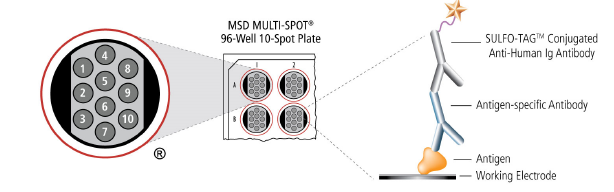 MSD MULTI-SPOT®
96-Well 10-Spot Plate
1 2
A
B
4
1 8
5
2 9
6
3 10
7
®
SULFO-TAG™ Conjugated
Anti-Human Ig Antibody
Antigen-specific Antibody
Antigen
Working Electrode